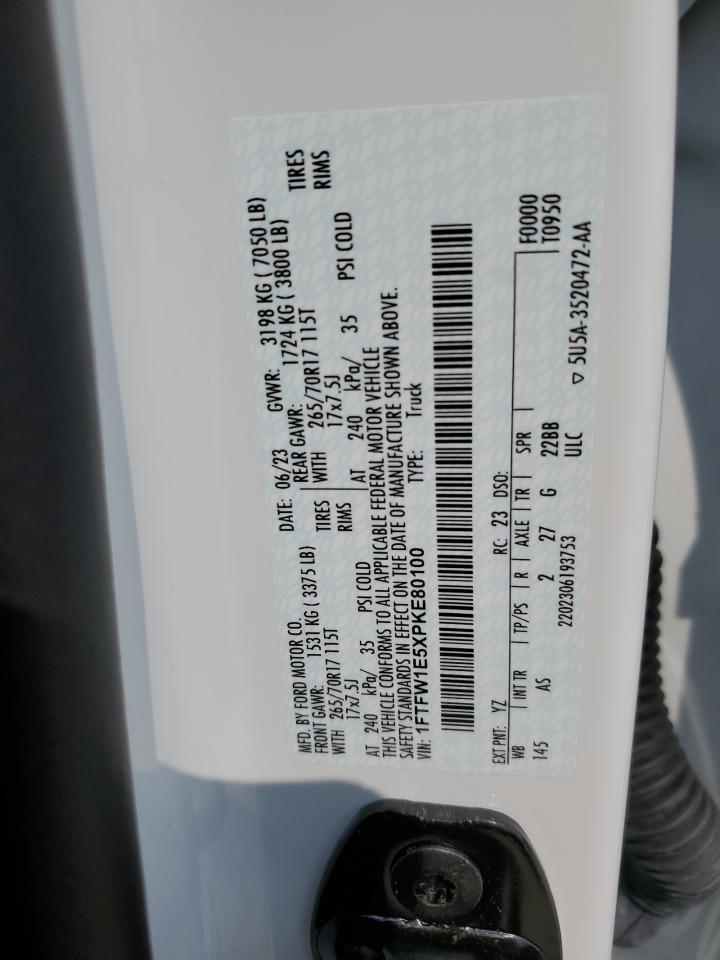 MFD. BY FORD MOTOR CO.
DATE: 06/23 GVWR: 3198 KG ( 7050 LB)
FRONT GAWR: 1531 KG ( 3375 LB) REAR GAWR: 1724 KG ( 3800 LB)
WITH 265/70R17 115T TIRES WITH 265/70R17 115T TIRES
17x7.5J RIMS 17x7.5J RIMS
AT 240 kPa/ 35 PSI COLD AT 240 kPa/ 35 PSI COLD
THIS VEHICLE CONFORMS TO ALL APPLICABLE FEDERAL MOTOR VEHICLE
SAFETY STANDARDS IN EFFECT ON THE DATE OF MANUFACTURE SHOWN ABOVE.
VIN: 1FTFW1E5XPKE80100 TYPE: Truck
EXT PNT: YZ RC: 23 DSO: F0000
WB INT TR TP/PS R AXLE TR SPR T0950
145 AS 2 27 G 22BB
ULC
2202306193753 ▽ 5U5A-3520472-AA